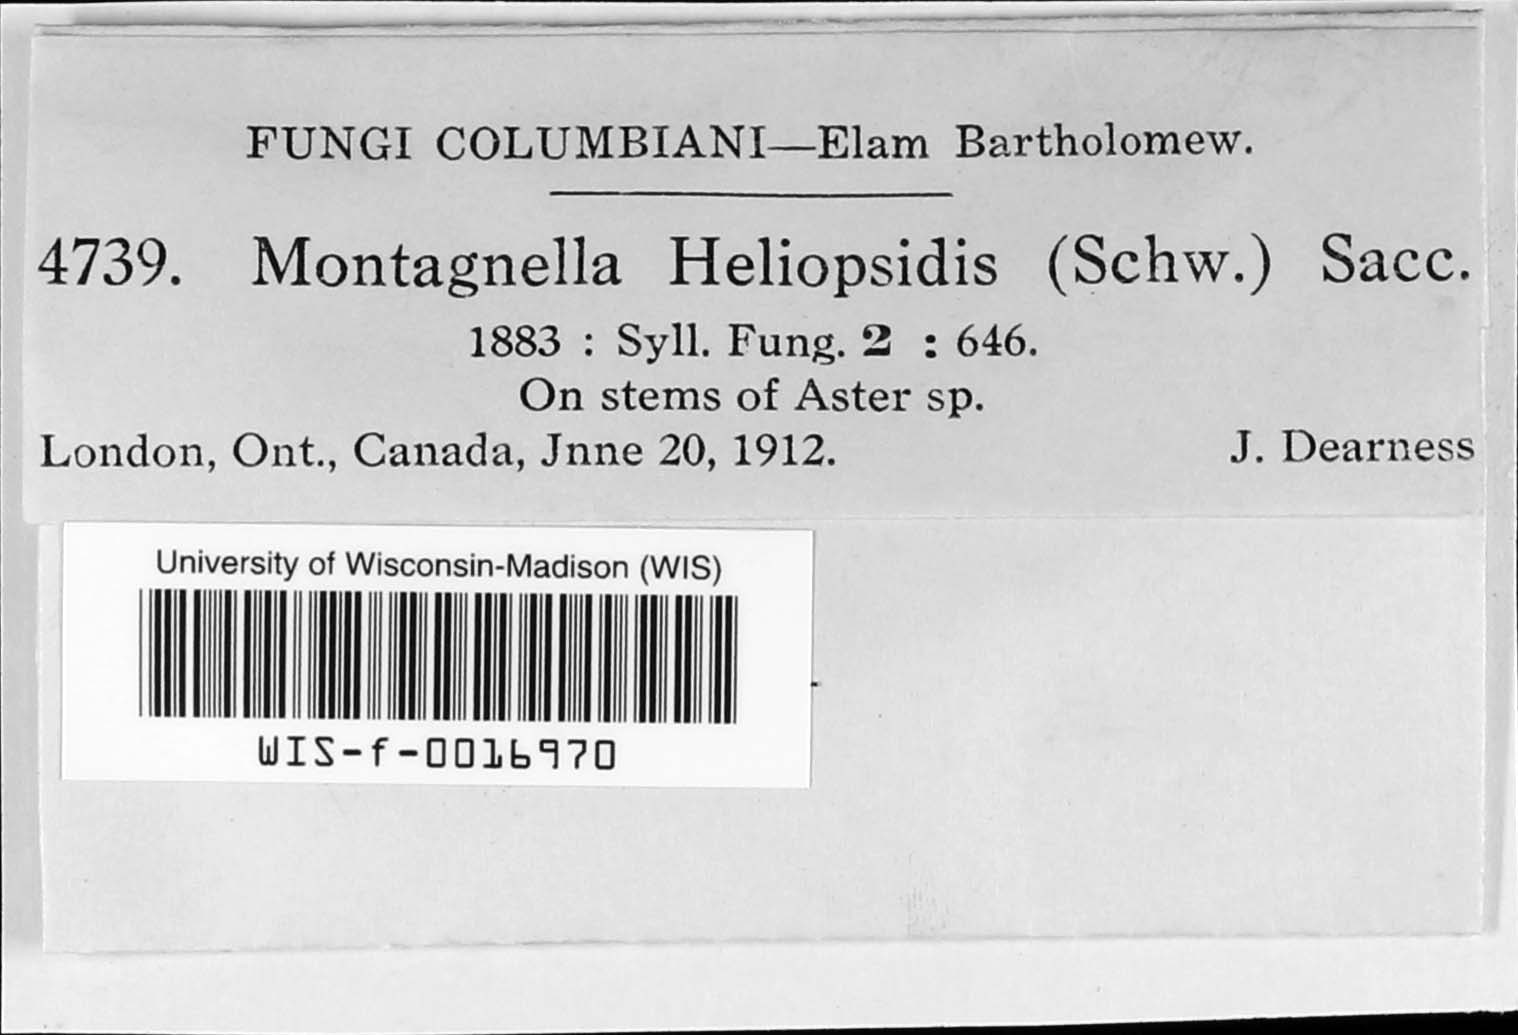 FUNGI COLUMBIANI—Elam Bartholomew.
4739. Montagnella Heliopsidis (Schw.) Sacc.
1883 : Syll. Fung. 2 : 646.
On stems of Aster sp.
London, Ont., Canada, Jnne 20, 1912. J. Dearness
University of Wisconsin-Madison (WIS)
WIS-f-0016970